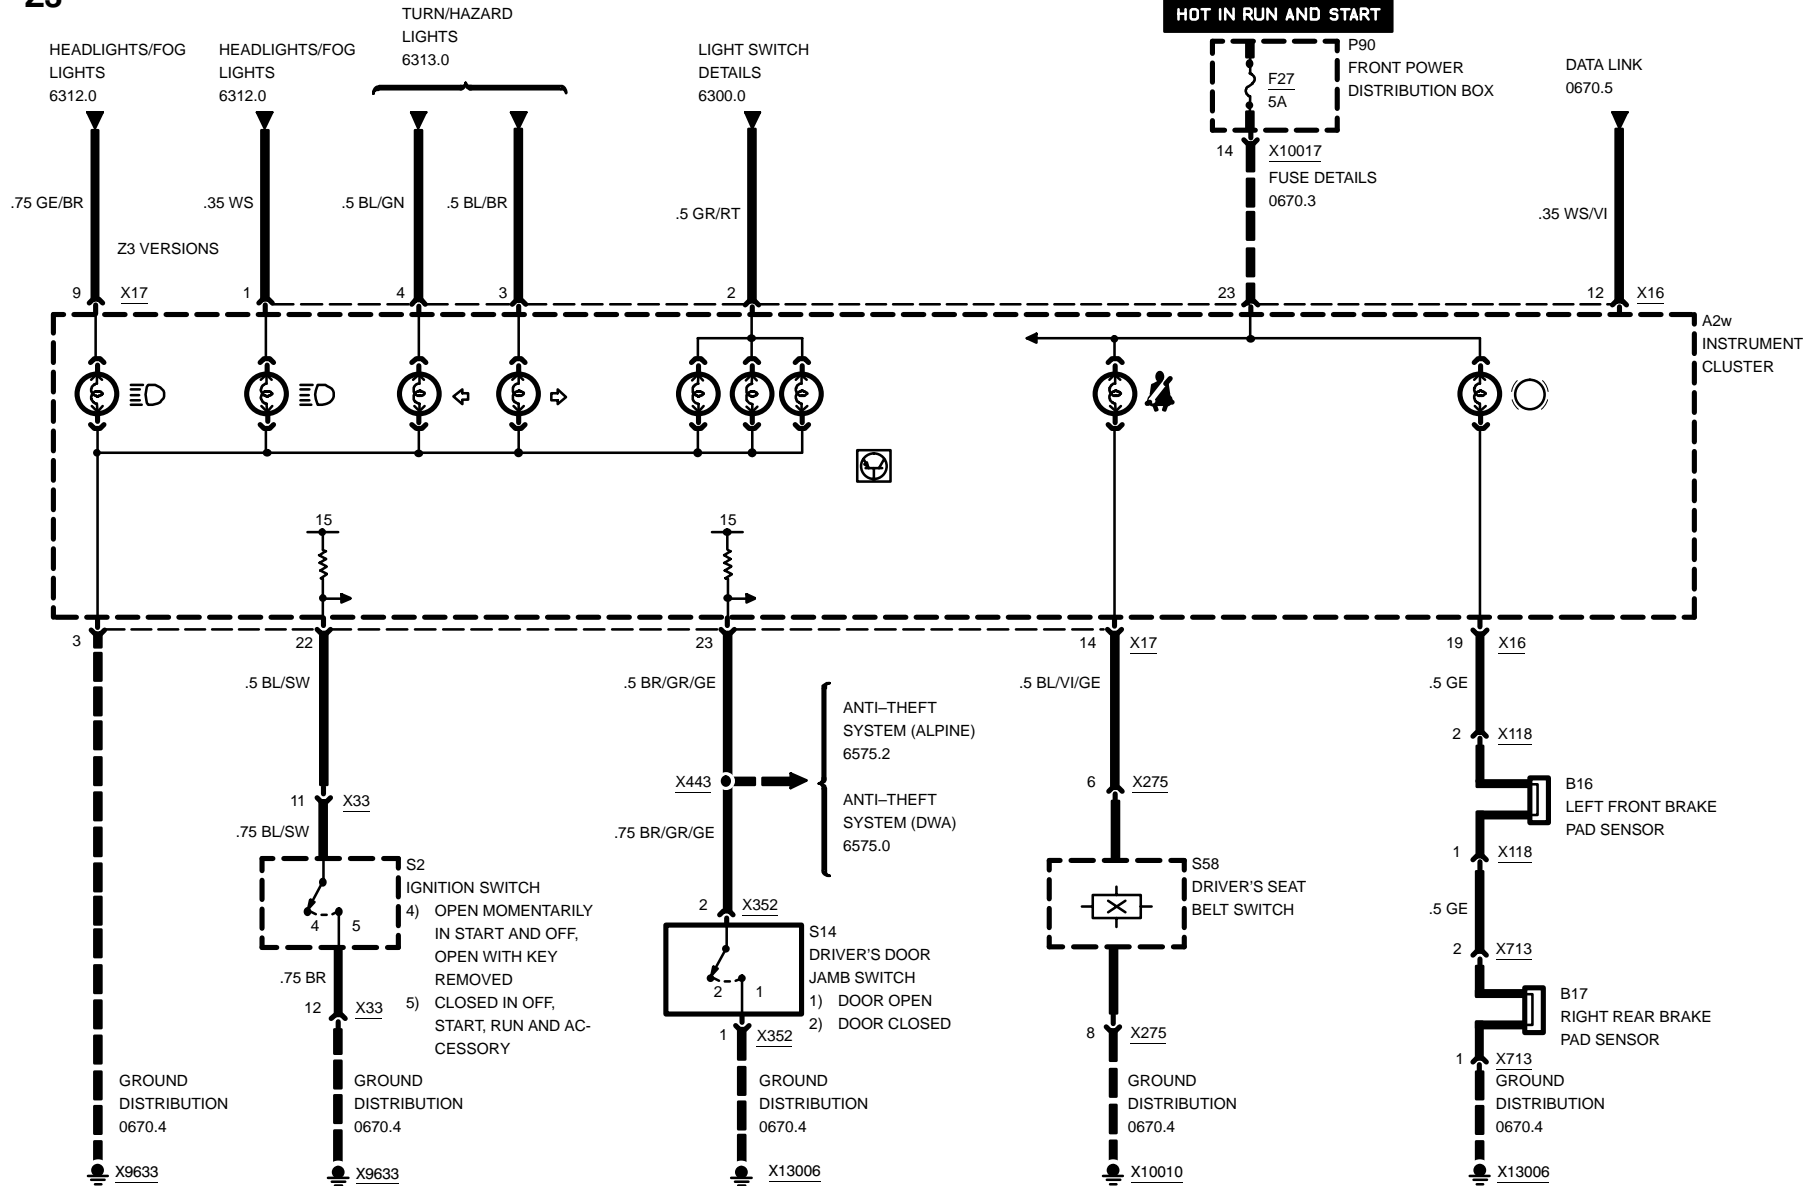 Z3
TURN/HAZARD
LIGHTS
6313.0
HOT IN RUN AND START
HEADLIGHTS/FOG
LIGHTS
6312.0
HEADLIGHTS/FOG
LIGHTS
6312.0
LIGHT SWITCH
DETAILS
6300.0
P90
FRONT POWER
DISTRIBUTION BOX
F27
5A
DATA LINK
0670.5
14 X10017
FUSE DETAILS
0670.3
.75 GE/BR
.35 WS
.5 BL/GN
.5 BL/BR
.5 GR/RT
.35 WS/VI
Z3 VERSIONS
9 X17
1
4
3
2
23
12 X16
A2w
INSTRUMENT
CLUSTER
15
15
3
22
23
14 X17
19 X16
.5 BL/SW
.5 BR/GR/GE
.5 BL/VI/GE
.5 GE
ANTI–THEFT
SYSTEM (ALPINE)
6575.2
ANTI–THEFT
SYSTEM (DWA)
6575.0
X443
2 X118
6 X275
B16
LEFT FRONT BRAKE
PAD SENSOR
11 X33
.75 BL/SW
.75 BR/GR/GE
1 X118
S2
IGNITION SWITCH
4) OPEN MOMENTARILY
IN START AND OFF,
OPEN WITH KEY
REMOVED
5) CLOSED IN OFF,
START, RUN AND AC-
CESSORY
4 5
.75 BR
12 X33
2 X352
S14
DRIVER'S DOOR
JAMB SWITCH
1) DOOR OPEN
2) DOOR CLOSED
2 1
1 X352
S58
DRIVER'S SEAT
BELT SWITCH
8 X275
.5 GE
2 X713
B17
RIGHT REAR BRAKE
PAD SENSOR
1 X713
GROUND
DISTRIBUTION
0670.4
GROUND
DISTRIBUTION
0670.4
GROUND
DISTRIBUTION
0670.4
GROUND
DISTRIBUTION
0670.4
GROUND
DISTRIBUTION
0670.4
X9633
X9633
X13006
X10010
X13006